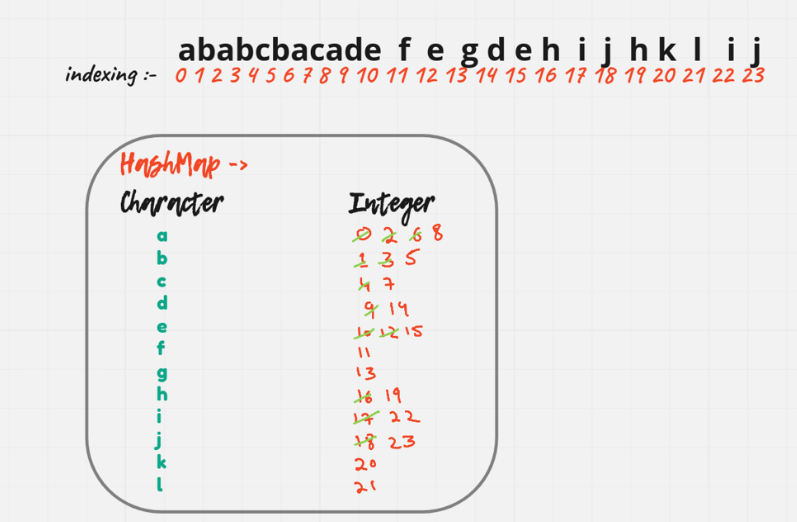 ababcbacade f e g d e h i j h k l i j
indexing :- 0 1 2 3 4 5 6 7 8 9 10 11 12 13 14 15 16 17 18 19 20 21 22 23
HashMap ->
Character Integer
a 0 2 6 8
b 1 3 5
c 4 7
d 9 14
e 10 12 15
f 11
g 13
h 16 19
i 17 22
j 18 23
k 20
l 21